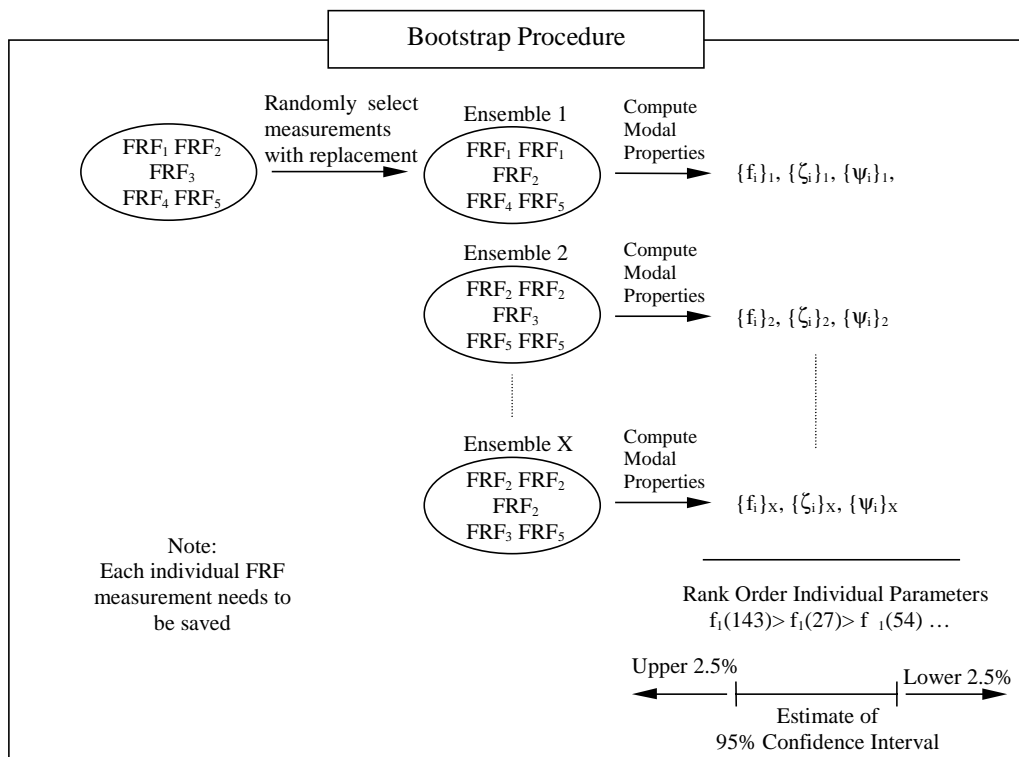 Bootstrap Procedure
Randomly select
measurements
with replacement
FRF₁ FRF₂
FRF₃
FRF₄ FRF₅
Ensemble 1
FRF₁ FRF₁
FRF₂
FRF₄ FRF₅
Compute
Modal
Properties
{fᵢ}₁, {ζᵢ}₁, {ψᵢ}₁,
Ensemble 2
FRF₂ FRF₂
FRF₃
FRF₅ FRF₅
Compute
Modal
Properties
{fᵢ}₂, {ζᵢ}₂, {ψᵢ}₂
Ensemble X
FRF₂ FRF₂
FRF₂
FRF₃ FRF₅
Compute
Modal
Properties
{fᵢ}X, {ζᵢ}X, {ψᵢ}X
Note:
Each individual FRF
measurement needs to
be saved
Rank Order Individual Parameters
f₁(143)> f₁(27)> f ₁(54) …
Upper 2.5%
Lower 2.5%
Estimate of
95% Confidence Interval